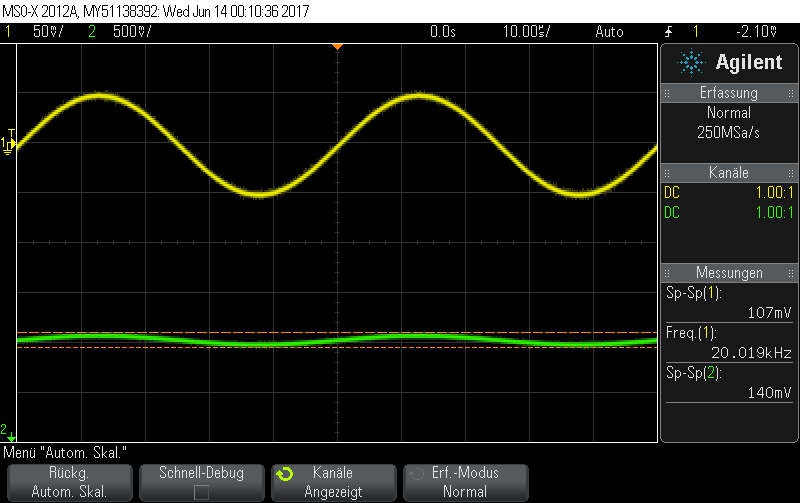 MSO-X 2012A, MY51138392: Wed Jun 14 00:10:36 2017
1 50㎷/ 2 500㎷/ 0.0s 10.00㎲/ Auto 1 -2.10㎷
Agilent
Erfassung
Normal
250MSa/s
Kanäle
DC 1.00:1
DC 1.00:1
Messungen
Sp-Sp(1):
107mV
Freq.(1):
20.019kHz
Sp-Sp(2):
140mV
T
1
2
Menü "Autom. Skal."
Rückg. Autom. Skal.
Schnell-Debug
Kanäle Angezeigt
Erf.-Modus Normal